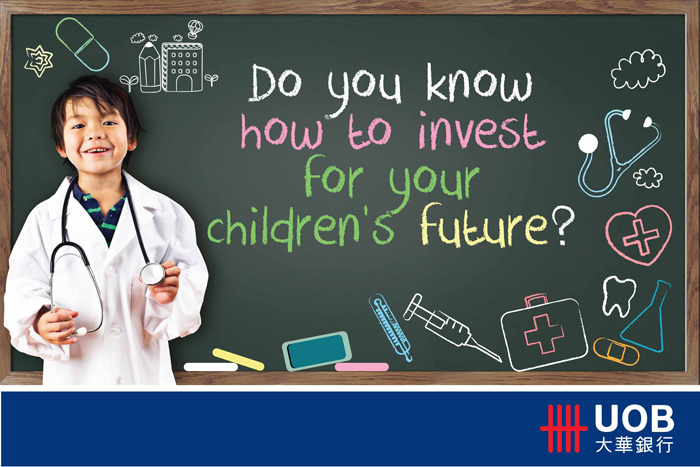 Do you know
how to invest
for your
children's future?
UOB
大華銀行